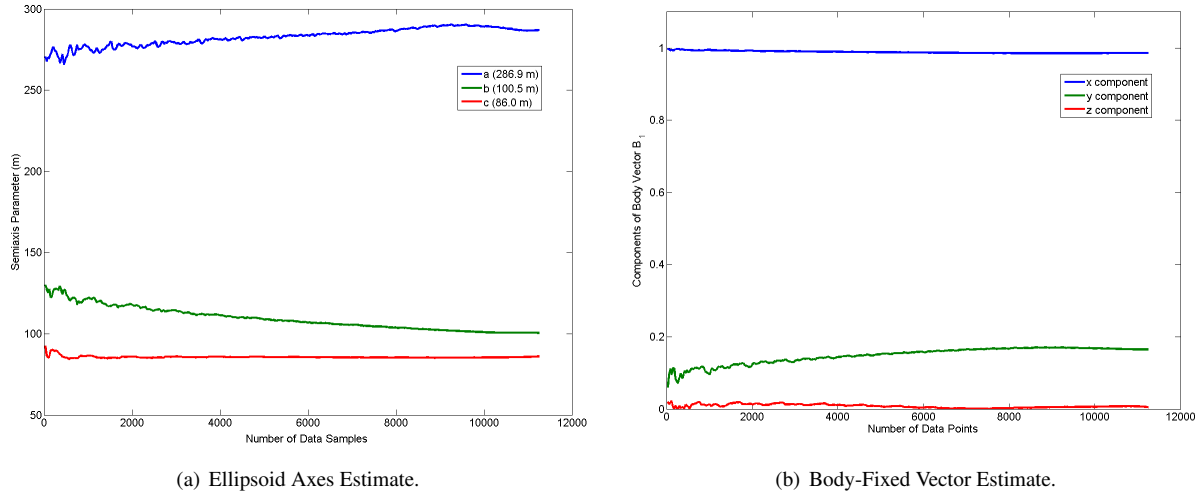 300
250
200
150
100
50
0
2000
4000
6000
8000
10000
12000
Semiaxis Parameter (m)
Number of Data Samples
a (286.9 m)
b (100.5 m)
c (86.0 m)
(a) Ellipsoid Axes Estimate.
1
0.8
0.6
0.4
0.2
0
0
2000
4000
6000
8000
10000
12000
Components of Body Vector B1
Number of Data Points
x component
y component
z component
(b) Body-Fixed Vector Estimate.